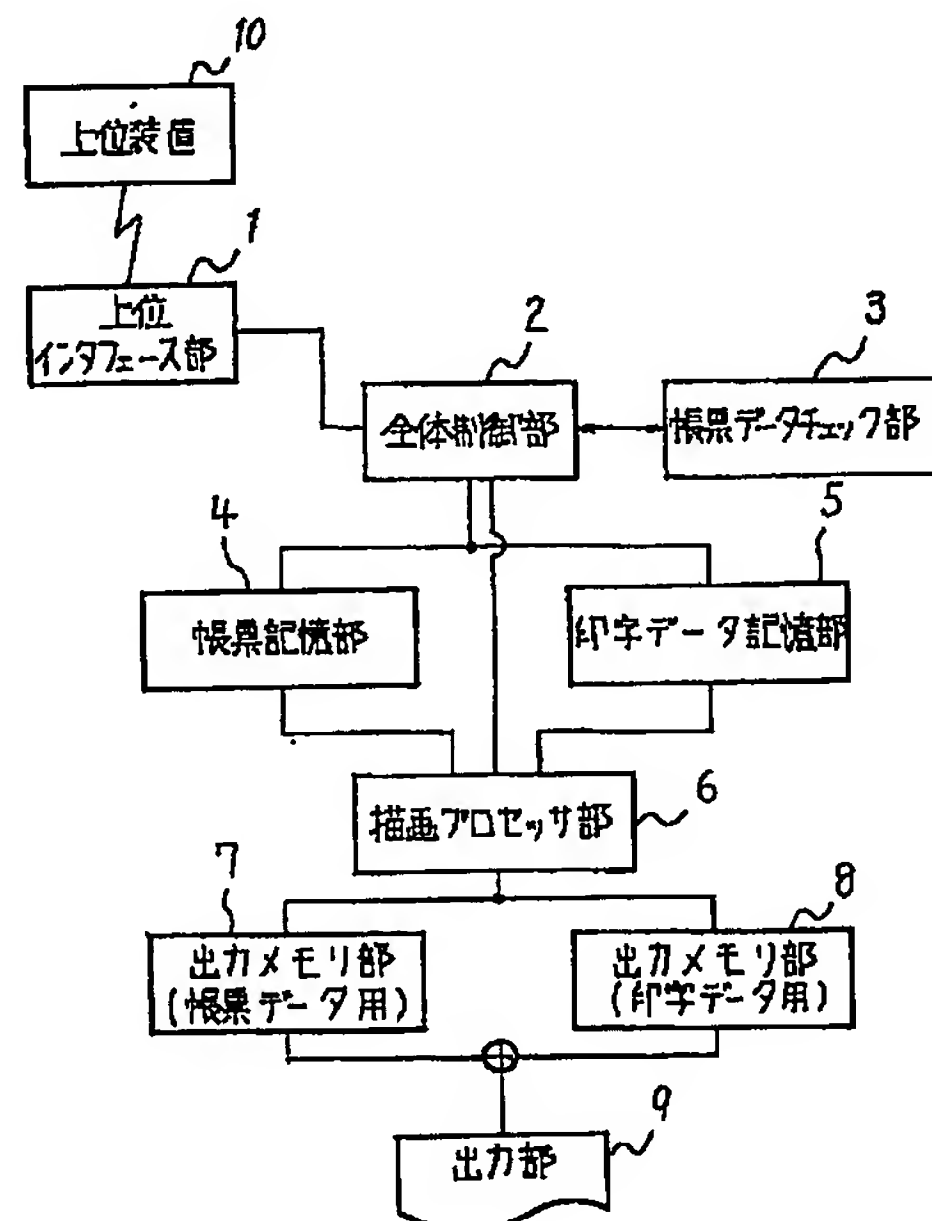 10
上位装置
1
上位
インタフェース部
2
3
全体制御部
帳票データチェック部
4
5
帳票記憶部
印字データ記憶部
6
描画プロセッサ部
7
8
出力メモリ部
(帳票データ用)
出力メモリ部
(印字データ用)
9
出力部